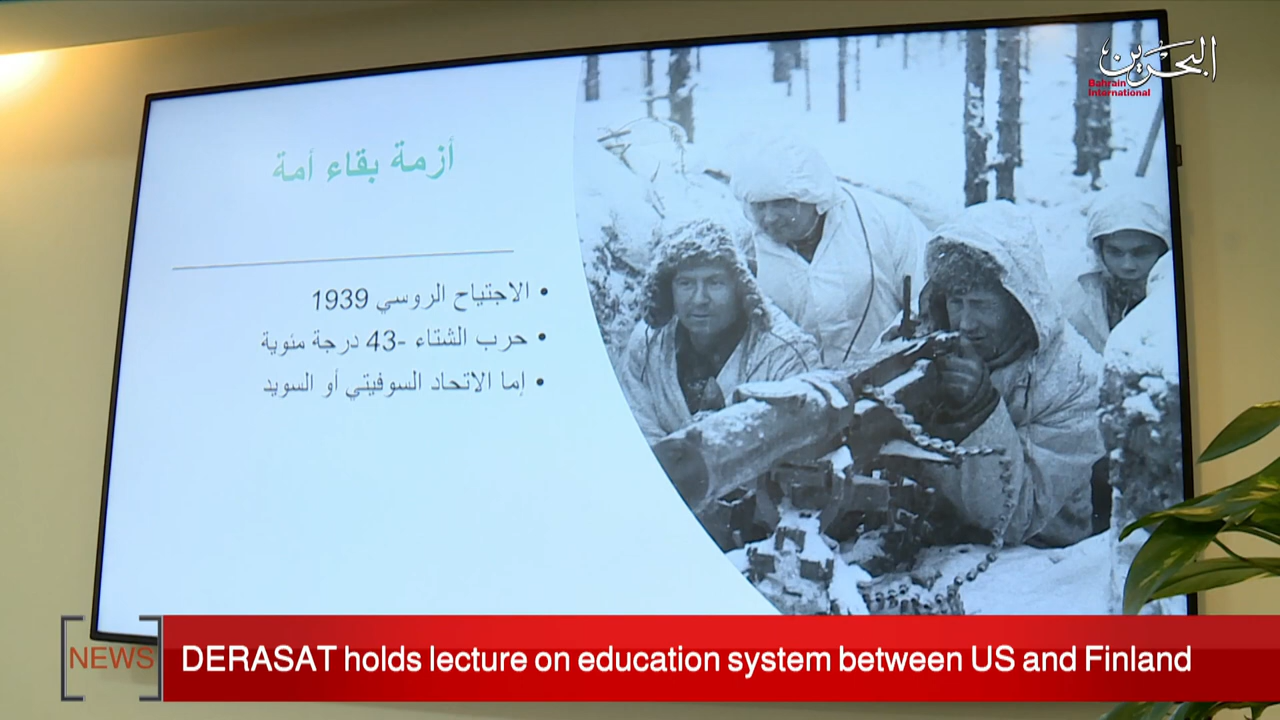 البحرين
Bahrain
International
أزمة بقاء أمة
• الاجتياح الروسي 1939
• حرب الشتاء -43 درجة مئوية
• إما الاتحاد السوفيتي أو السويد
NEWS
DERASAT holds lecture on education system between US and Finland